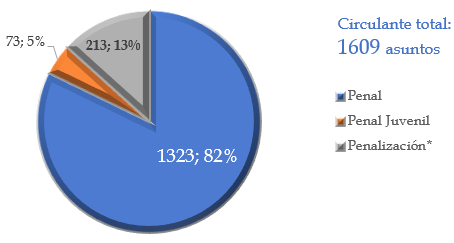 Circulante total:
1609 asuntos
73; 5%
213; 13%
1323; 82%
Penal
Penal Juvenil
Penalización*